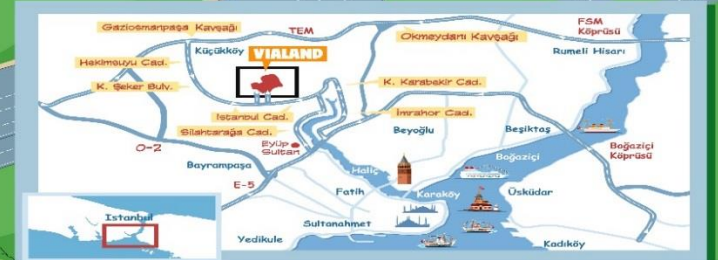 Gaziosmanpaşa Kavşağı
TEM
FSM
Köprüsü
Okmeydanı Kavşağı
Rumeli Hisarı
Küçükköy
VIALAND
Hekimsuyu Cad.
K. Şeker Bulv.
K. Karabekir Cad.
İstanbul Cad.
İmrahor Cad.
Silahtarağa Cad.
Beyoğlu
Beşiktaş
Eyüp
Sultan
O-2
Boğaziçi
Köprüsü
Bayrampaşa
Haliç
Boğaziçi
E-5
Fatih
Karaköy
Üsküdar
İstanbul
Sultanahmet
Yedikule
Kadıköy